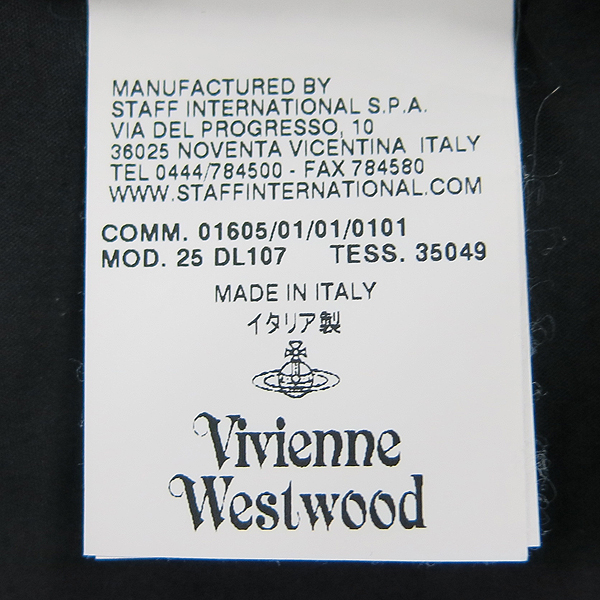 MANUFACTURED BY
STAFF INTERNATIONAL S.P.A.
VIA DEL PROGRESSO, 10
36025 NOVENTA VICENTINA ITALY
TEL 0444/784500 - FAX 784580
WWW.STAFFINTERNATIONAL.COM
COMM. 01605/01/01/0101
MOD. 25 DL107 TESS. 35049
MADE IN ITALY
イタリア製
Vivienne
Westwood